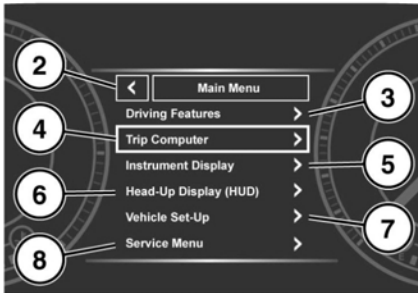 2
< Main Menu
3
Driving Features >
4
Trip Computer >
Instrument Display >
5
6
Head-Up Display (HUD) >
Vehicle Set-Up >
7
8
Service Menu >